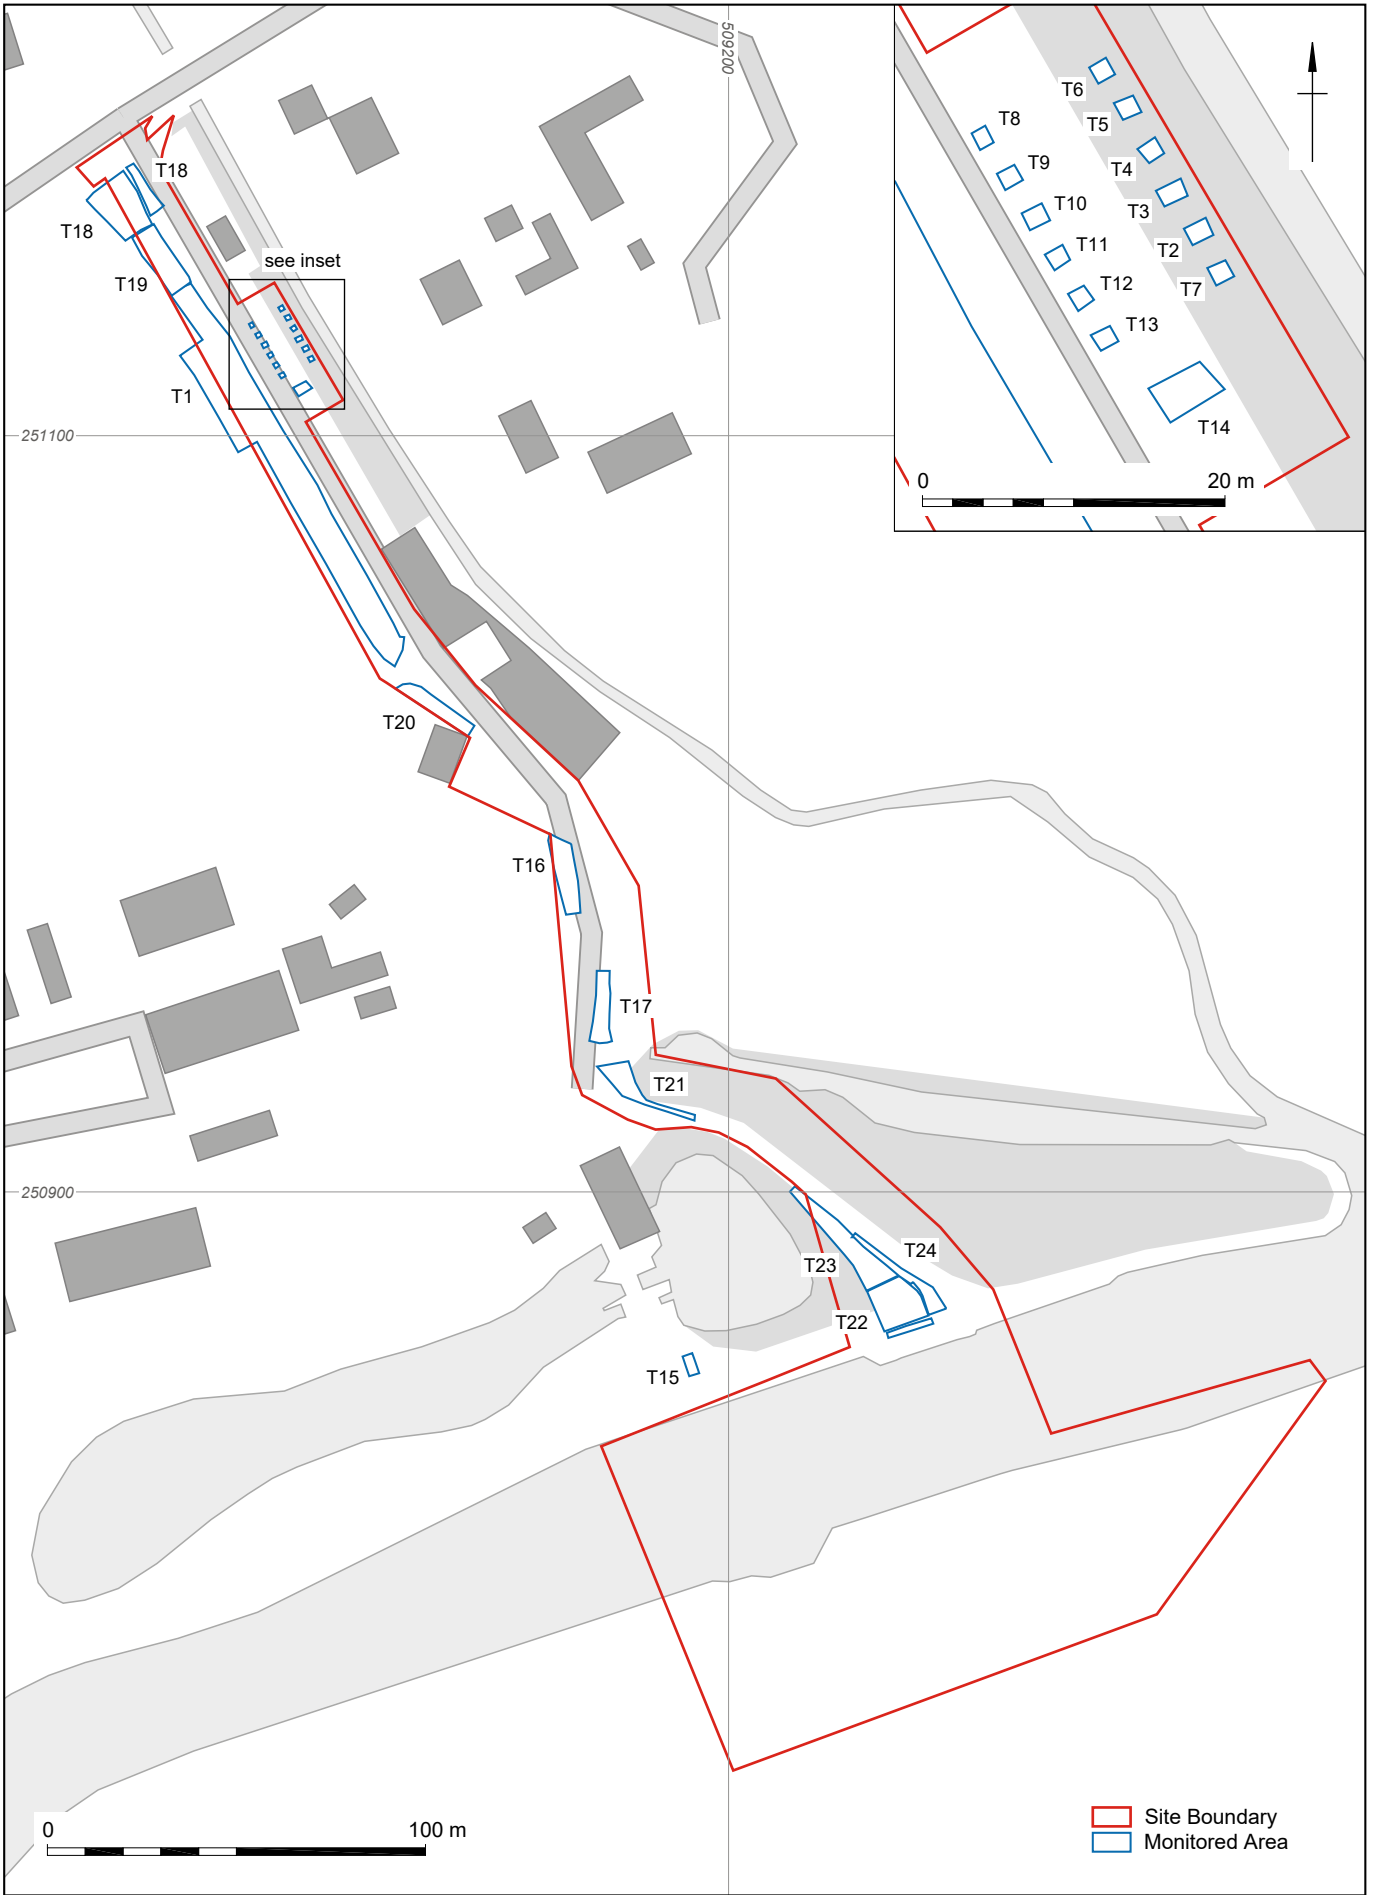 509200
T6
T5
T8
T4
T9
T3
T10
T2
T11
T7
T12
T13
T14
0 20 m
T18
T18
see inset
T19
T1
251100
T20
T16
T17
T21
250900
T24
T23
T22
T15
0 100 m
Site Boundary
Monitored Area